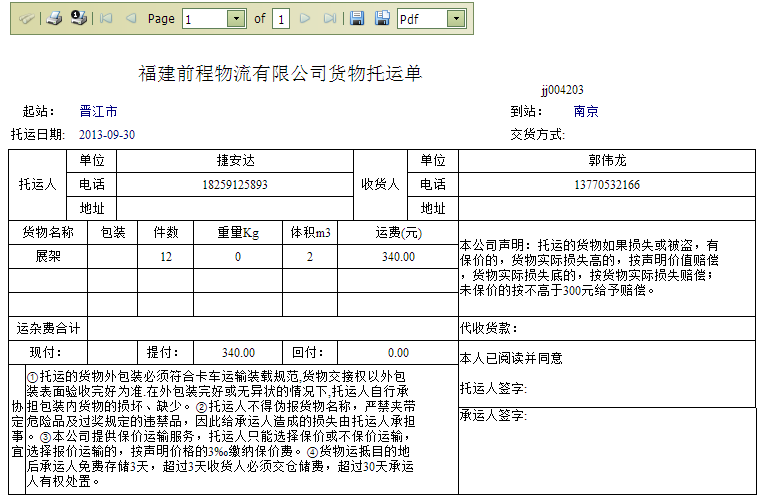 Page 1 of 1 Pdf
福建前程物流有限公司货物托运单
jj004203
起站： 晋江市 到站： 南京
托运日期: 2013-09-30 交货方式:
托运人 单位 捷安达 收货人 单位 郭伟龙
电话 18259125893 电话 13770532166
地址 地址
货物名称 包装 件数 重量Kg 体积m3 运费(元)
展架 12 0 2 340.00
本公司声明：托运的货物如果损失或被盗，有
保价的，货物实际损失高的，按声明价值赔偿
，货物实际损失底的，按货物实际损失赔偿；
未保价的按不高于300元给予赔偿。
运杂费合计 代收货款：
现付： 提付： 340.00 回付： 0.00
本人已阅读并同意
托运人签字:
承运人签字:
协定事宜
①托运的货物外包装必须符合卡车运输装载规范,货物交接权以外包
装表面验收完好为准.在外包装完好或无异状的情况下,托运人自行承
担包装内货物的损坏、缺少。②托运人不得伪报货物名称，严禁夹带
危险品及过桨规定的违禁品，因此给承运人造成的损失由托运人承担
。③本公司提供保价运输服务，托运人只能选择保价或不保价运输，
选择报价运输的，按声明价格的3‰缴纳保价费。④货物运抵目的地
后承运人免费存储3天，超过3天收货人必须交仓储费，超过30天承运
人有权处置。